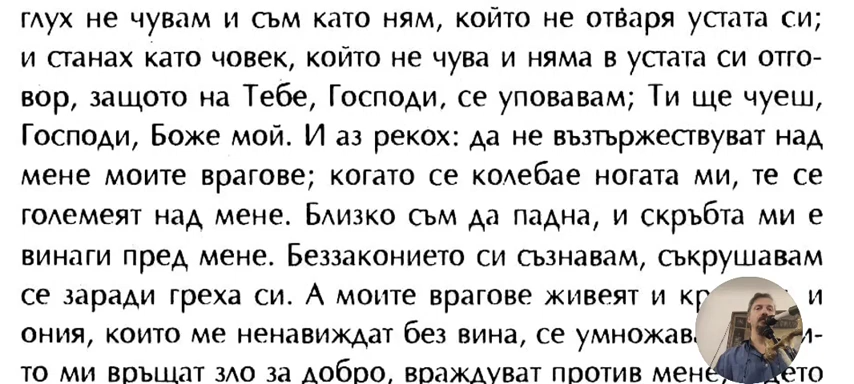 глух не чувам и съм като ням, който не отваря устата си;
и станах като човек, който не чува и няма в устата си отго-
вор, защото на Тебе, Господи, се уповавам; Ти ще чуеш,
Господи, Боже мой. И аз рекох: да не възтържествуват над
мене моите врагове; когато се колебае ногата ми, те се
големеят над мене. Близко съм да падна, и скръбта ми е
винаги пред мене. Беззаконието си съзнавам, съкрушавам
се заради греха си. А моите врагове живеят и и
ония, които ме ненавиждат без вина, се
то ми връщат зло за добро, враждуват против